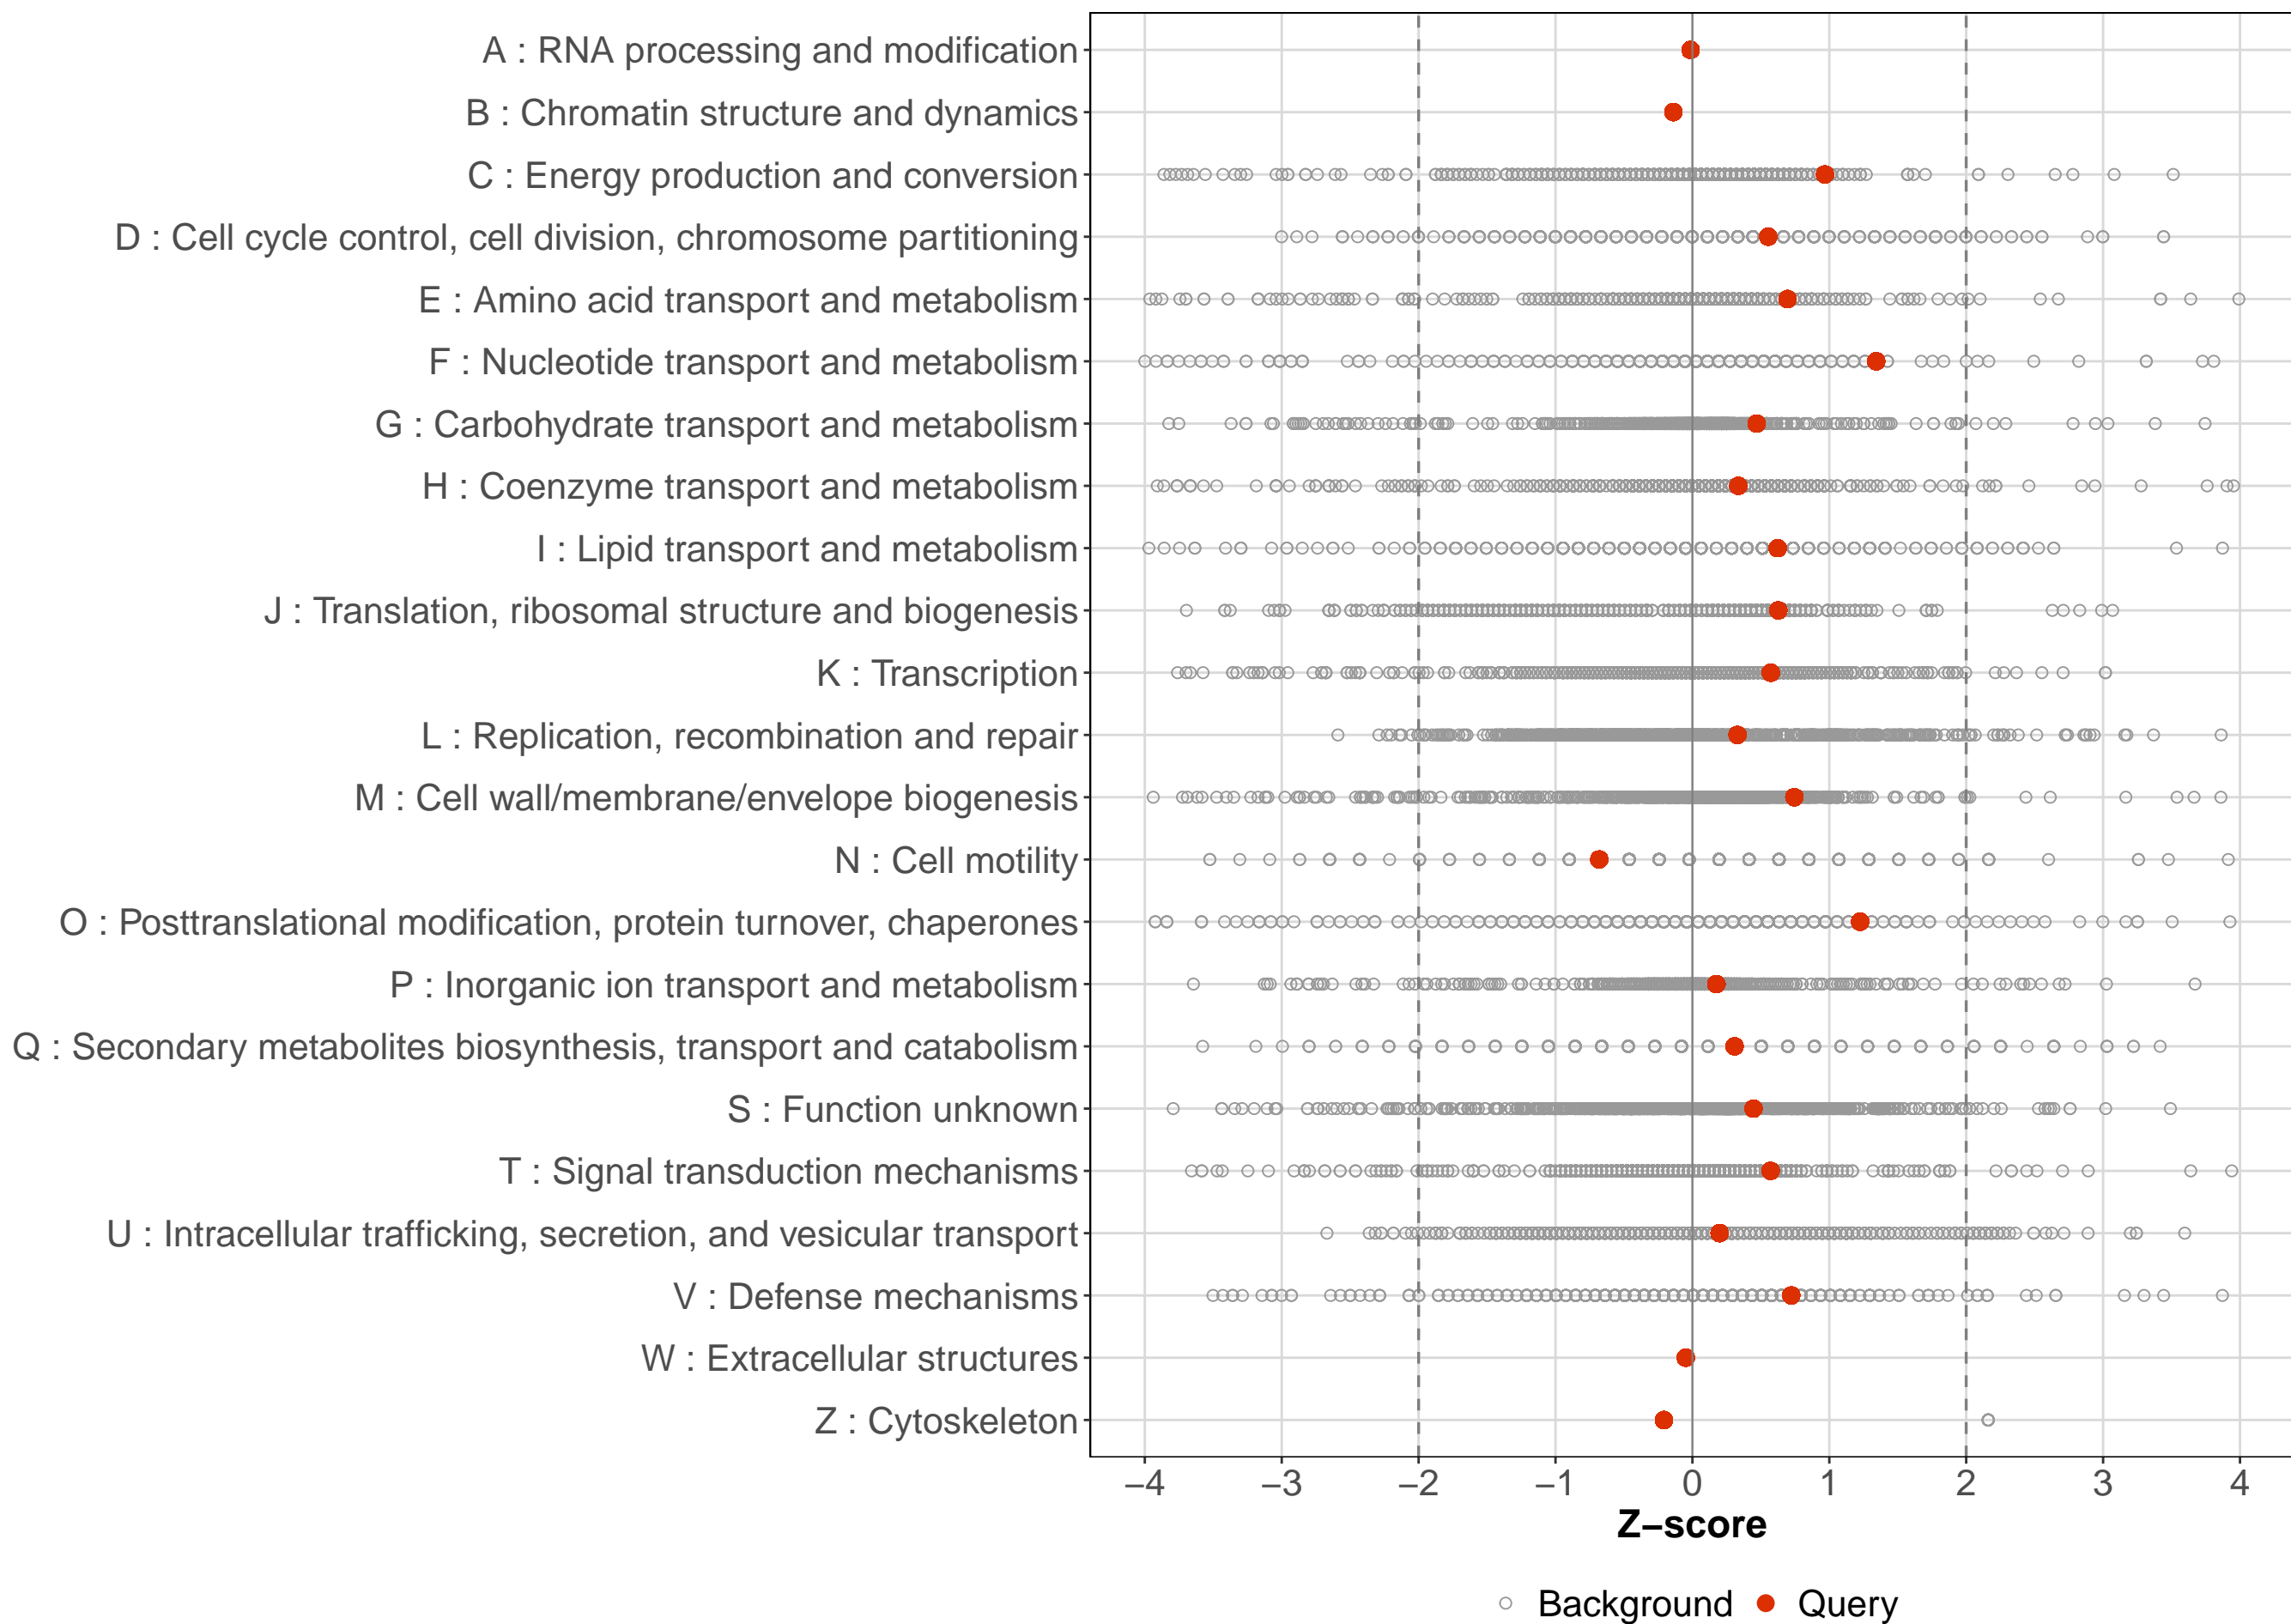 A : RNA processing and modification
B : Chromatin structure and dynamics
C : Energy production and conversion
D : Cell cycle control, cell division, chromosome partitioning
E : Amino acid transport and metabolism
F : Nucleotide transport and metabolism
G : Carbohydrate transport and metabolism
H : Coenzyme transport and metabolism
I : Lipid transport and metabolism
J : Translation, ribosomal structure and biogenesis
K : Transcription
L : Replication, recombination and repair
M : Cell wall/membrane/envelope biogenesis
N : Cell motility
O : Posttranslational modification, protein turnover, chaperones
P : Inorganic ion transport and metabolism
Q : Secondary metabolites biosynthesis, transport and catabolism
S : Function unknown
T : Signal transduction mechanisms
U : Intracellular trafficking, secretion, and vesicular transport
V : Defense mechanisms
W : Extracellular structures
Z : Cytoskeleton
−4 −3 −2 −1 0 1 2 3 4
Z−score
Background Query